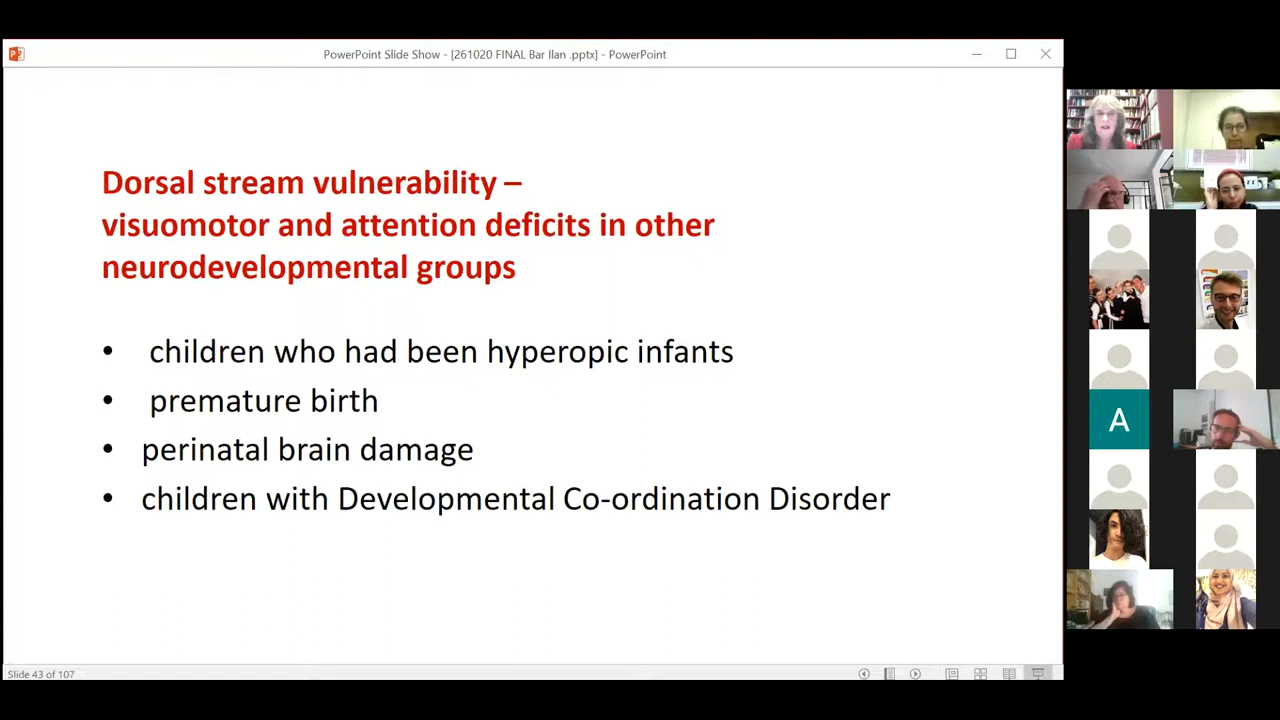 PowerPoint Slide Show - [261020 FINAL Bar Ilan .pptx] - PowerPoint
Dorsal stream vulnerability –
visuomotor and attention deficits in other
neurodevelopmental groups
• children who had been hyperopic infants
• premature birth
• perinatal brain damage
• children with Developmental Co-ordination Disorder
A
Slide 43 of 107